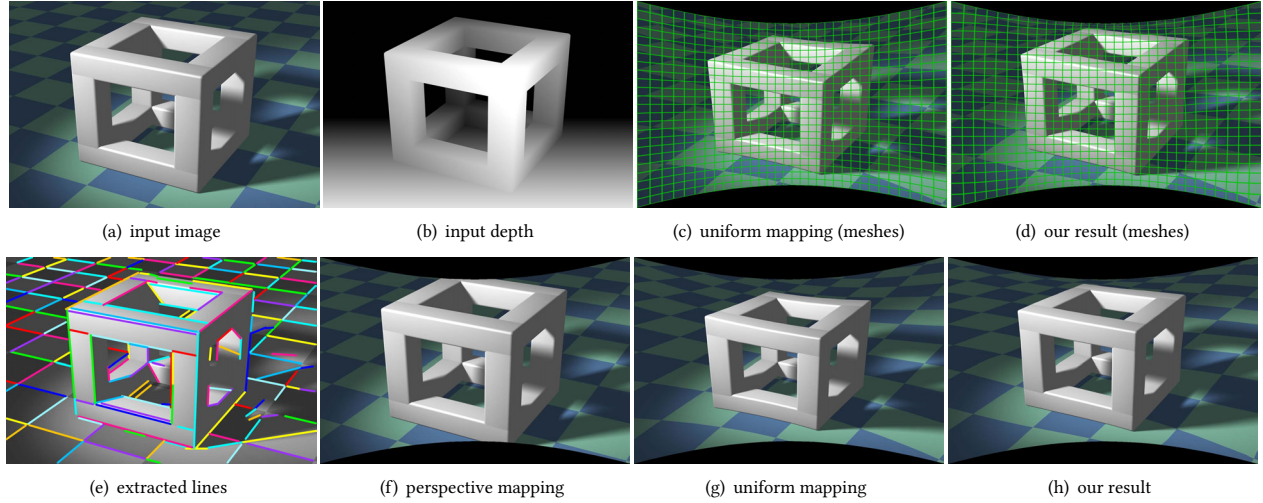 (a) input image
(b) input depth
(c) uniform mapping (meshes)
(d) our result (meshes)
(e) extracted lines
(f) perspective mapping
(g) uniform mapping
(h) our result